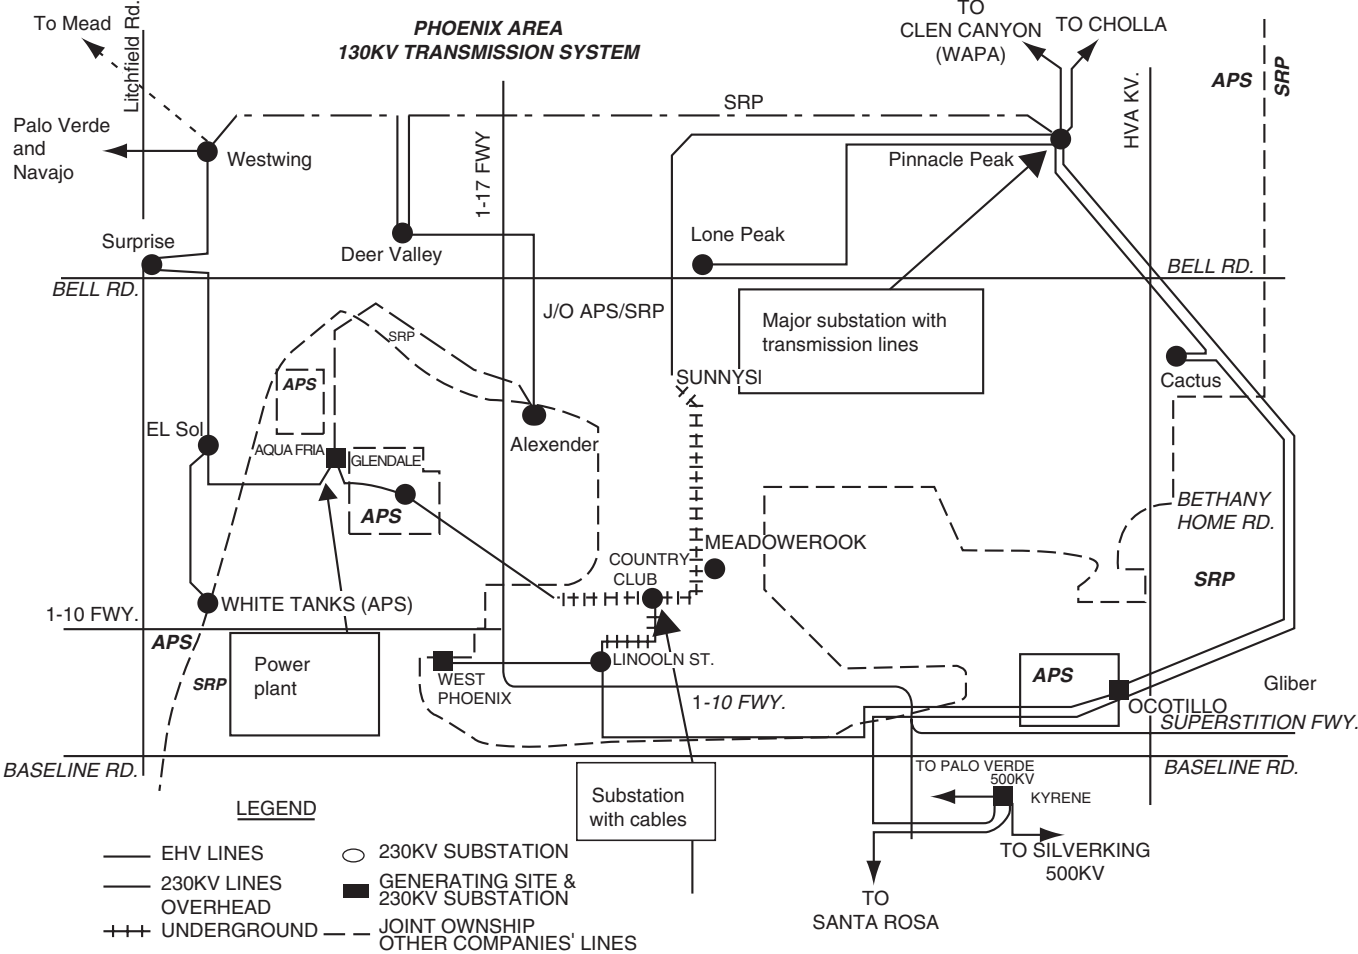 PHOENIX AREA
130KV TRANSMISSION SYSTEM
To Mead
Litchfield Rd.
TO
CLEN CANYON
(WAPA)
TO CHOLLA
APS
SRP
SRP
HVA KV.
Palo Verde
and
Navajo
Westwing
1-17 FWY
Pinnacle Peak
Surprise
Deer Valley
Lone Peak
BELL RD.
BELL RD.
J/O APS/SRP
Major substation with
transmission lines
SRP
APS
SUNNYSI
Cactus
EL Sol
AQUA FRIA
GLENDALE
Alexender
APS
BETHANY
HOME RD.
MEADOWEROOK
COUNTRY
CLUB
SRP
WHITE TANKS (APS)
1-10 FWY.
APS
SRP
Power
plant
LINOOLN ST.
WEST
PHOENIX
1-10 FWY.
APS
Gliber
OCOTILLO
SUPERSTITION FWY.
BASELINE RD.
BASELINE RD.
TO PALO VERDE
500KV
KYRENE
Substation
with cables
TO SILVERKING
500KV
TO
SANTA ROSA
LEGEND
EHV LINES
230KV LINES
OVERHEAD
UNDERGROUND
230KV SUBSTATION
GENERATING SITE &
230KV SUBSTATION
JOINT OWNSHIP
OTHER COMPANIES' LINES